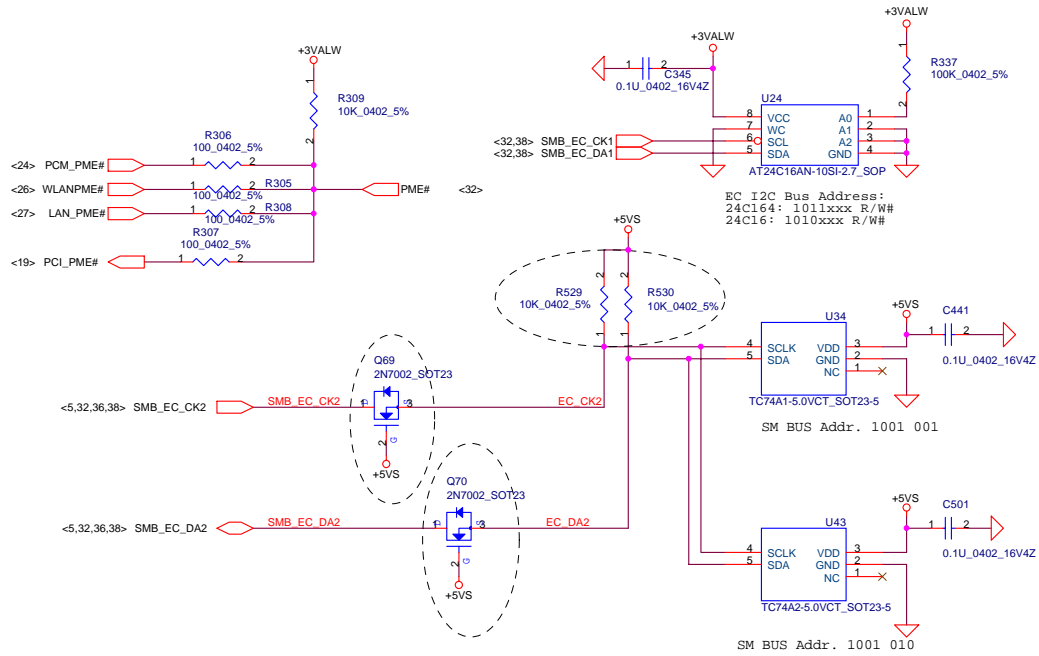 +3VALW
R309
10K_0402_5%
1
2
R306
100_0402_5%
<24> PCM_PME#
1 2
<26> WLANPME#
1 2 R305
100_0402_5%
PME# <32>
<27> LAN_PME#
1 2 R308
100_0402_5%
R307
100_0402_5%
<19> PCI_PME#
1 2
+3VALW
+3VALW
1 2
C345
0.1U_0402_16V4Z
1
R337
100K_0402_5%
2
U24
8 VCC A0 1
7 WC A1 2
6 SCL A2 3
5 SDA GND 4
<32,38> SMB_EC_CK1
<32,38> SMB_EC_DA1
AT24C16AN-10SI-2.7_SOP
EC I2C Bus Address:
24C164: 1011xxx R/W#
24C16: 1010xxx R/W#
+5VS
2 2
R529
10K_0402_5%
R530
10K_0402_5%
1 1
U34
4 SCLK VDD 3
5 SDA GND 2
NC 1
TC74A1-5.0VCT_SOT23-5
+5VS
C441
1 2
0.1U_0402_16V4Z
SM BUS Addr. 1001 001
Q69
2N7002_SOT23
<5,32,36,38> SMB_EC_CK2
SMB_EC_CK2
1 D S 3
EC_CK2
2 G
+5VS
Q70
2N7002_SOT23
<5,32,36,38> SMB_EC_DA2
SMB_EC_DA2
1 D S 3
EC_DA2
2 G
+5VS
U43
4 SCLK VDD 3
5 SDA GND 2
NC 1
TC74A2-5.0VCT_SOT23-5
+5VS
C501
1 2
0.1U_0402_16V4Z
SM BUS Addr. 1001 010